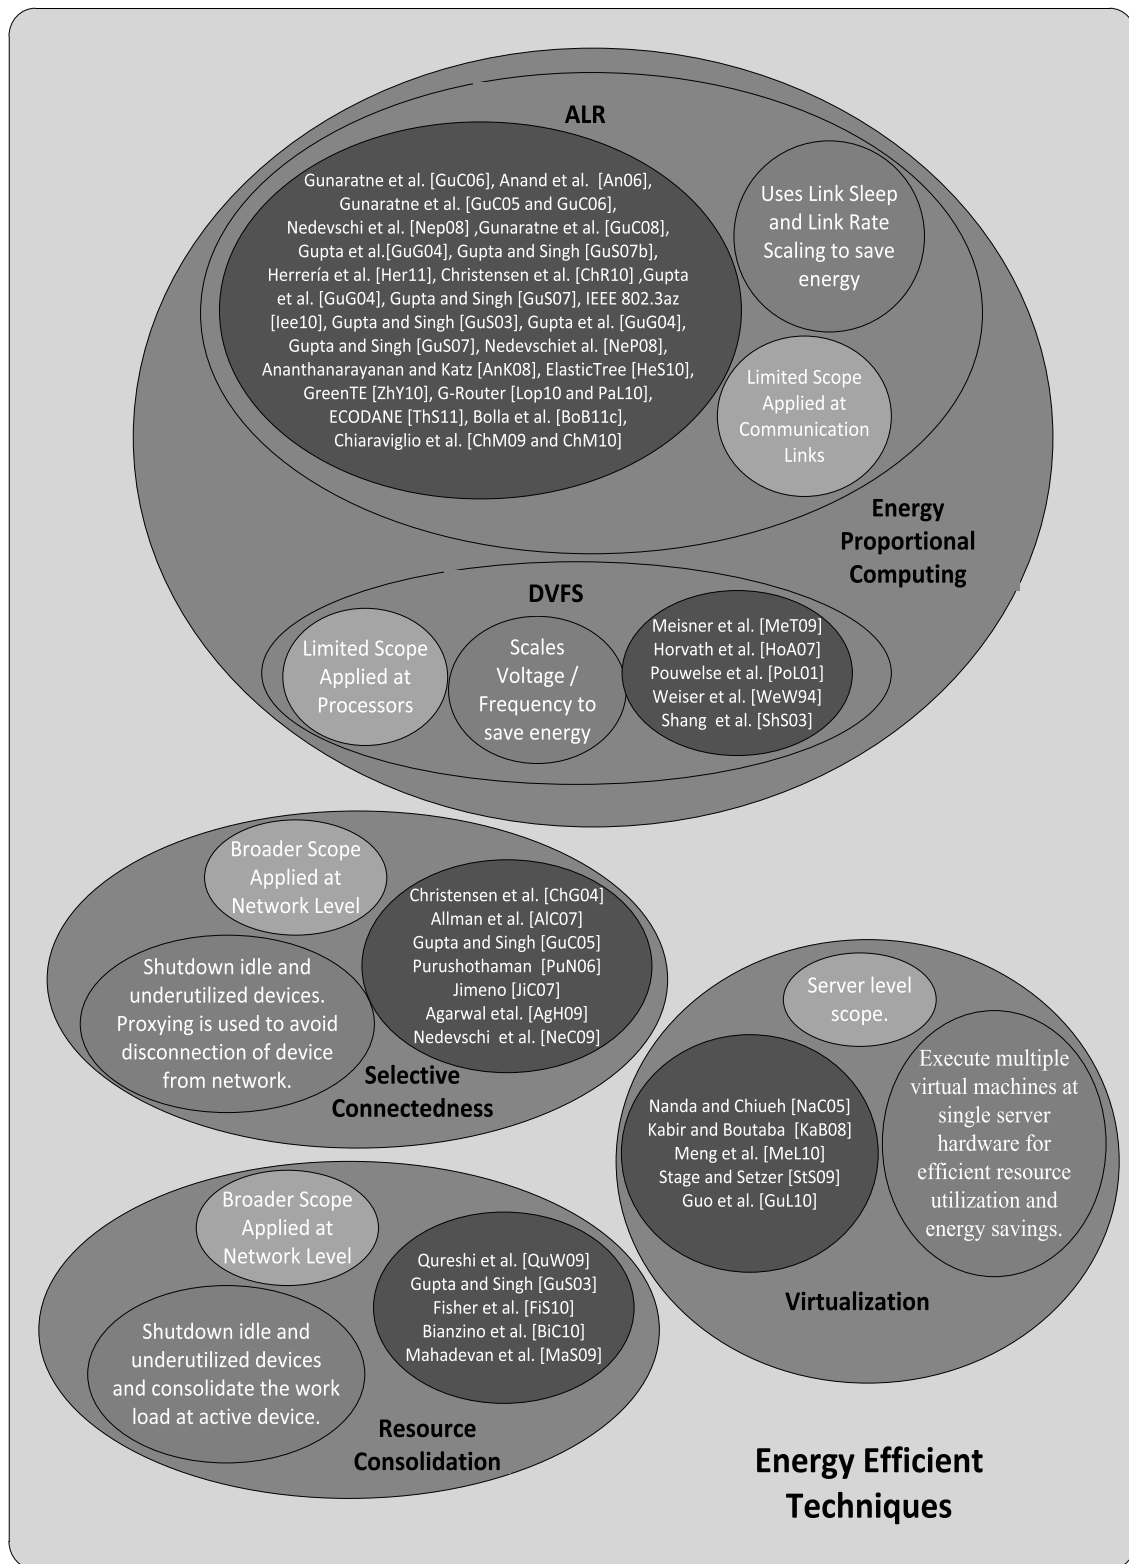 ALR
Gunaratne et al. [GuC06], Anand et al. [An06],
Gunaratne et al. [GuC05 and GuC06],
Nedevschi et al. [Nep08] ,Gunaratne et al. [GuC08],
Gupta et al.[GuG04], Gupta and Singh [GuS07b],
Herrería et al. [Her11], Christensen et al. [ChR10] ,Gupta
et al. [GuG04], Gupta and Singh [GuS07], IEEE 802.3az
[Iee10], Gupta and Singh [GuS03], Gupta et al. [GuG04],
Gupta and Singh [GuS07], Nedevschiet al. [NeP08],
Ananthanarayanan and Katz [AnK08], ElasticTree [HeS10],
GreenTE [ZhY10], G-Router [Lop10 and PaL10],
ECODANE [ThS11], Bolla et al. [BoB11c],
Chiaraviglio et al. [ChM09 and ChM10]
Uses Link Sleep
and Link Rate
Scaling to save
energy
Limited Scope
Applied at
Communication
Links
Energy
Proportional
Computing
DVFS
Limited Scope
Applied at
Processors
Scales
Voltage /
Frequency to
save energy
Meisner et al. [MeT09]
Horvath et al. [HoA07]
Pouwelse et al. [PoL01]
Weiser et al. [WeW94]
Shang et al. [ShS03]
Broader Scope
Applied at
Network Level
Christensen et al. [ChG04]
Allman et al. [AlC07]
Gupta and Singh [GuC05]
Purushothaman [PuN06]
Jimeno [JiC07]
Agarwal etal. [AgH09]
Nedevschi et al. [NeC09]
Shutdown idle and
underutilized devices.
Proxying is used to avoid
disconnection of device
from network.
Selective
Connectedness
Server level
scope.
Nanda and Chiueh [NaC05]
Kabir and Boutaba [KaB08]
Meng et al. [MeL10]
Stage and Setzer [StS09]
Guo et al. [GuL10]
Execute multiple
virtual machines at
single server
hardware for
efficient resource
utilization and
energy savings.
Virtualization
Broader Scope
Applied at
Network Level
Qureshi et al. [QuW09]
Gupta and Singh [GuS03]
Fisher et al. [FiS10]
Bianzino et al. [BiC10]
Mahadevan et al. [MaS09]
Shutdown idle and
underutilized devices
and consolidate the work
load at active device.
Resource
Consolidation
Energy Efficient
Techniques